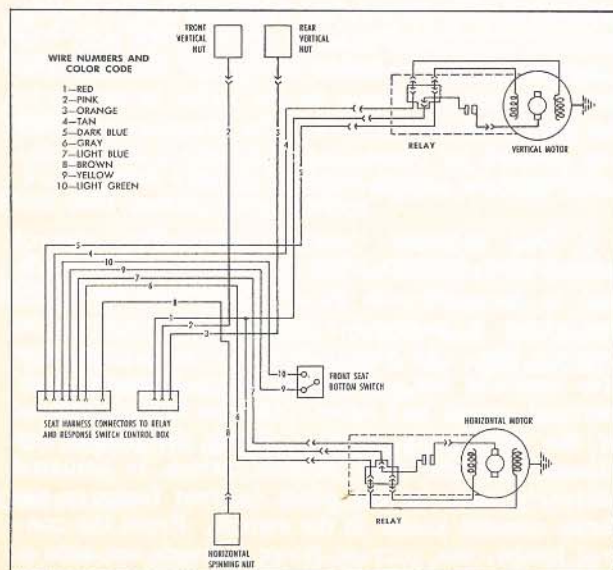 FRONT
VERTICAL
NUT
REAR
VERTICAL
NUT
WIRE NUMBERS AND
COLOR CODE
1—RED
2—PINK
3—ORANGE
4—TAN
5—DARK BLUE
6—GRAY
7—LIGHT BLUE
8—BROWN
9—YELLOW
10—LIGHT GREEN
RELAY
VERTICAL MOTOR
2
3
4
5
5
4
10
9
7
6
8
1
2
3
10
9
FRONT SEAT
BOTTOM SWITCH
SEAT HARNESS CONNECTORS TO RELAY
AND RESPONSE SWITCH CONTROL BOX
6
7
8
HORIZONTAL MOTOR
RELAY
HORIZONTAL
SPINNING NUT